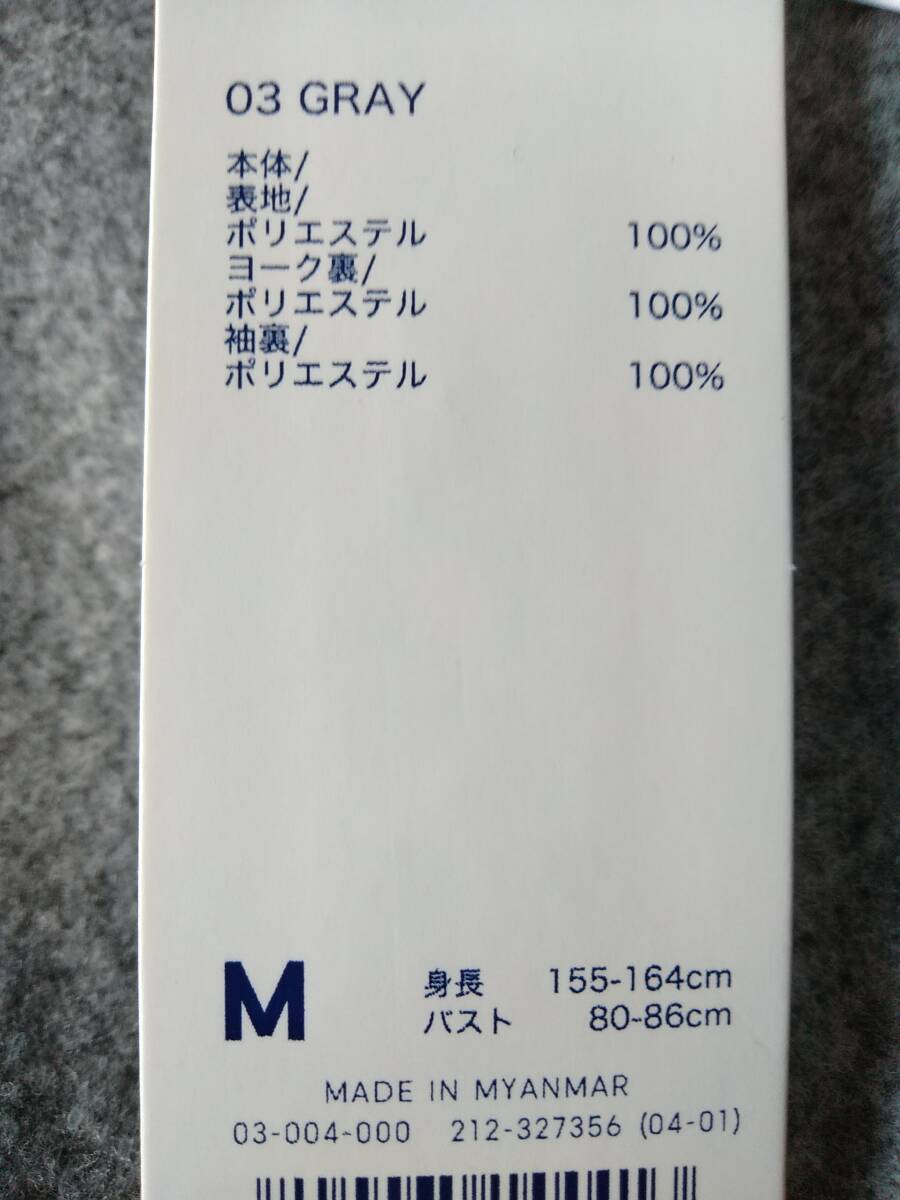 03 GRAY
本体/
表地/
ポリエステル 100%
ヨーク裏/
ポリエステル 100%
袖裏/
ポリエステル 100%
M 身長 155-164cm
バスト 80-86cm
MADE IN MYANMAR
03-004-000 212-327356 (04-01)